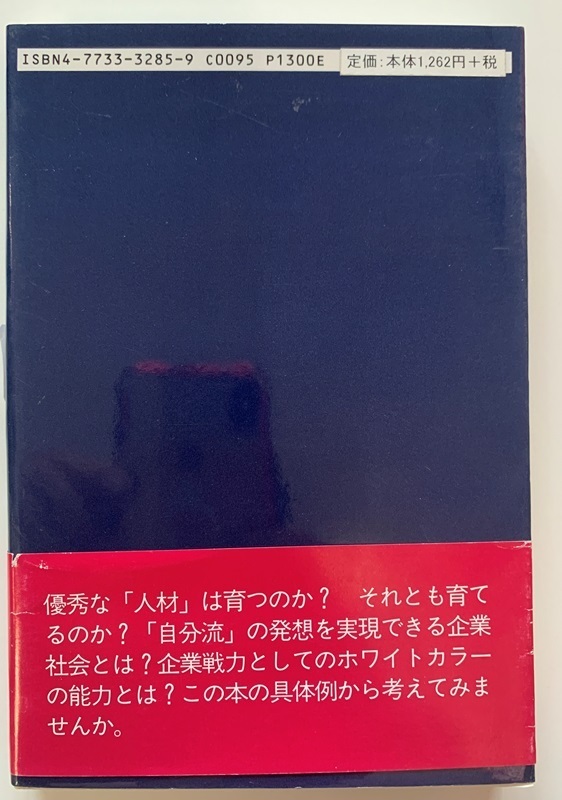 ISBN4-7733-3285-9 C0095 P1300E 定価:本体1,262円+税
優秀な「人材」は育つのか? それとも育て
るのか?「自分流」の発想を実現できる企業
社会とは?企業戦力としてのホワイトカラー
の能力とは?この本の具体例から考えてみま
せんか。